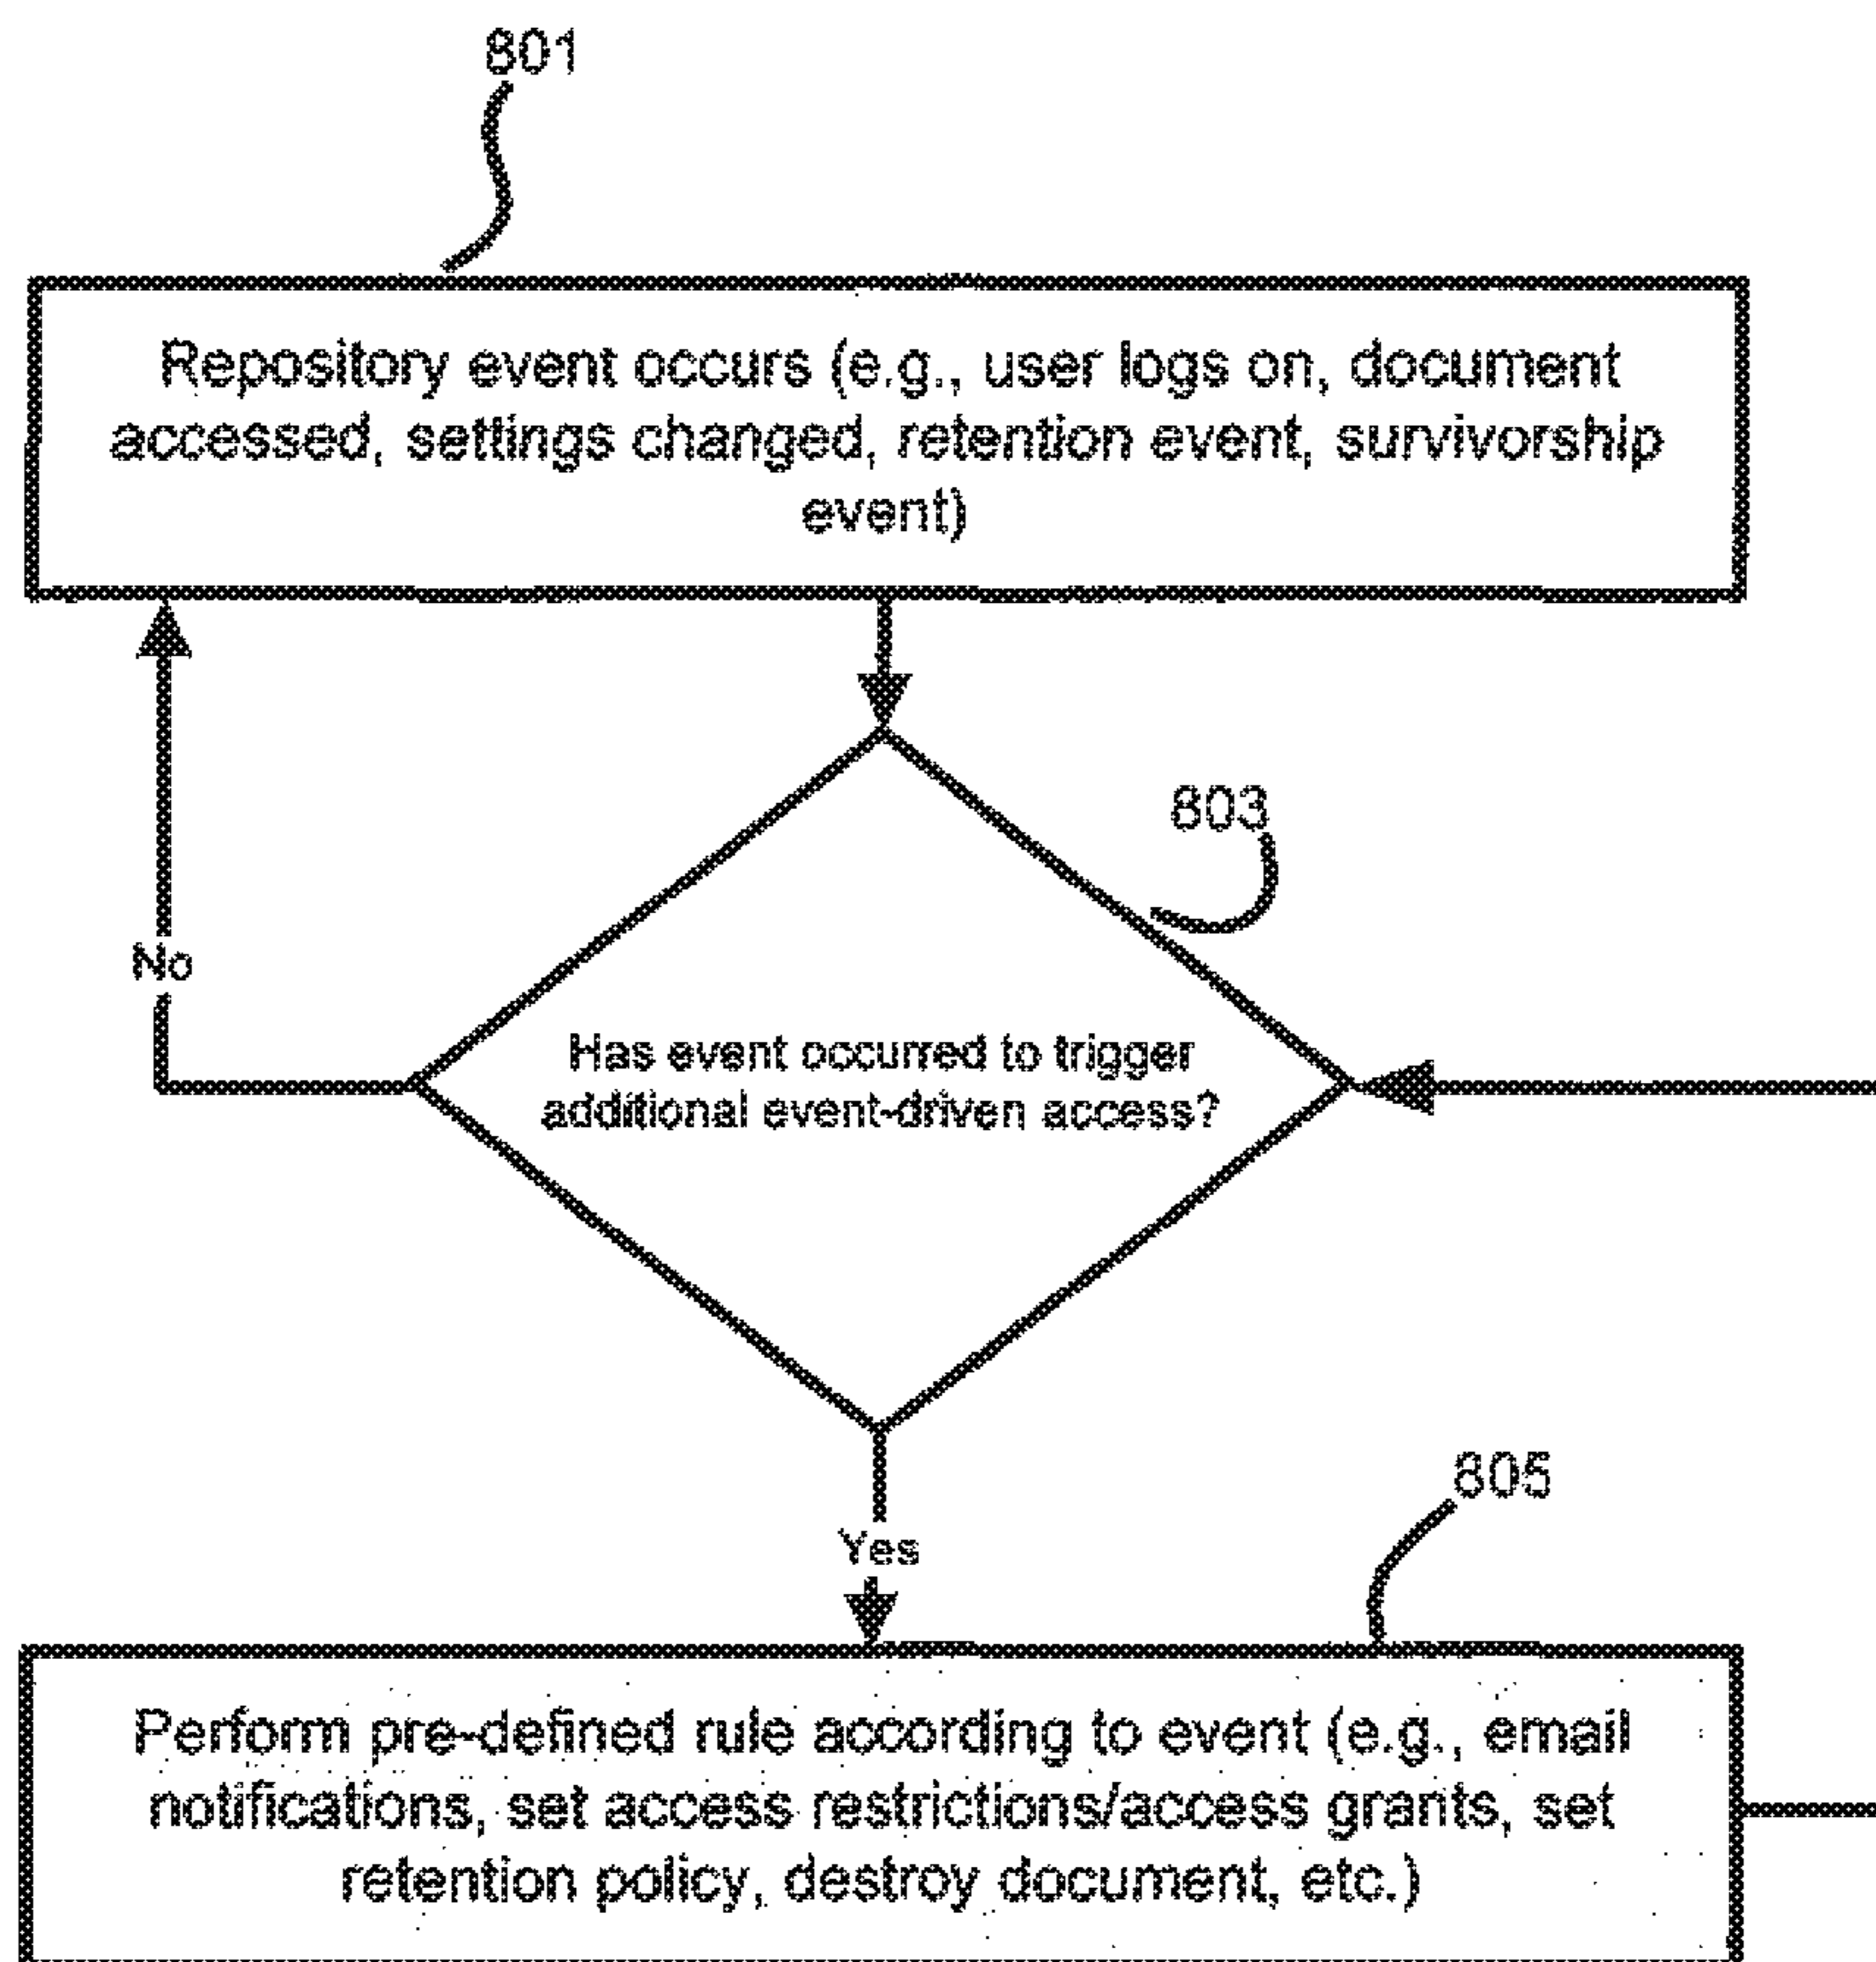 801
Repository event occurs (e.g., user logs on, document
accessed, settings changed, retention event, survivorship
event)
803
No
Has event occurred to trigger
additional event-driven access?
805
Yes
Perform pre-defined rule according to event (e.g., email
notifications, set access restrictions/access grants, set
retention policy, destroy document, etc.)